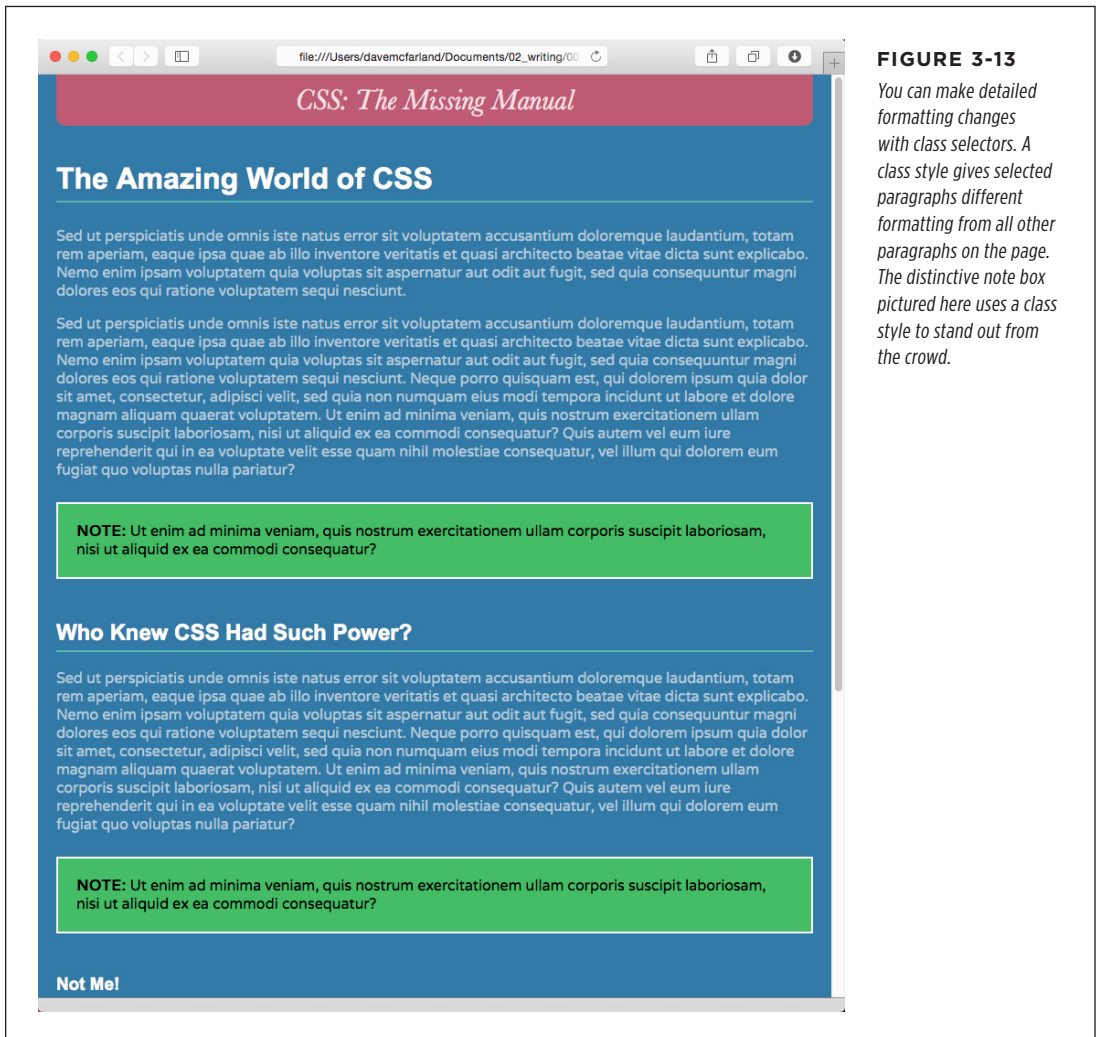 file:///Users/davemcfarland/Documents/02_writing/00
CSS: The Missing Manual
The Amazing World of CSS
Sed ut perspiciatis unde omnis iste natus error sit voluptatem accusantium doloremque laudantium, totam
rem aperiam, eaque ipsa quae ab illo inventore veritatis et quasi architecto beatae vitae dicta sunt explicabo.
Nemo enim ipsam voluptatem quia voluptas sit aspernatur aut odit aut fugit, sed quia consequuntur magni
dolores eos qui ratione voluptatem sequi nesciunt.
Sed ut perspiciatis unde omnis iste natus error sit voluptatem accusantium doloremque laudantium, totam
rem aperiam, eaque ipsa quae ab illo inventore veritatis et quasi architecto beatae vitae dicta sunt explicabo.
Nemo enim ipsam voluptatem quia voluptas sit aspernatur aut odit aut fugit, sed quia consequuntur magni
dolores eos qui ratione voluptatem sequi nesciunt. Neque porro quisquam est, qui dolorem ipsum quia dolor
sit amet, consectetur, adipisci velit, sed quia non numquam eius modi tempora incidunt ut labore et dolore
magnam aliquam quaerat voluptatem. Ut enim ad minima veniam, quis nostrum exercitationem ullam
corporis suscipit laboriosam, nisi ut aliquid ex ea commodi consequatur? Quis autem vel eum iure
reprehenderit qui in ea voluptate velit esse quam nihil molestiae consequatur, vel illum qui dolorem eum
fugiat quo voluptas nulla pariatur?
NOTE: Ut enim ad minima veniam, quis nostrum exercitationem ullam corporis suscipit laboriosam,
nisi ut aliquid ex ea commodi consequatur?
Who Knew CSS Had Such Power?
Sed ut perspiciatis unde omnis iste natus error sit voluptatem accusantium doloremque laudantium, totam
rem aperiam, eaque ipsa quae ab illo inventore veritatis et quasi architecto beatae vitae dicta sunt explicabo.
Nemo enim ipsam voluptatem quia voluptas sit aspernatur aut odit aut fugit, sed quia consequuntur magni
dolores eos qui ratione voluptatem sequi nesciunt. Neque porro quisquam est, qui dolorem ipsum quia dolor
sit amet, consectetur, adipisci velit, sed quia non numquam eius modi tempora incidunt ut labore et dolore
magnam aliquam quaerat voluptatem. Ut enim ad minima veniam, quis nostrum exercitationem ullam
corporis suscipit laboriosam, nisi ut aliquid ex ea commodi consequatur? Quis autem vel eum iure
reprehenderit qui in ea voluptate velit esse quam nihil molestiae consequatur, vel illum qui dolorem eum
fugiat quo voluptas nulla pariatur?
NOTE: Ut enim ad minima veniam, quis nostrum exercitationem ullam corporis suscipit laboriosam,
nisi ut aliquid ex ea commodi consequatur?
Not Me!
FIGURE 3-13
You can make detailed
formatting changes
with class selectors. A
class style gives selected
paragraphs different
formatting from all other
paragraphs on the page.
The distinctive note box
pictured here uses a class
style to stand out from
the crowd.